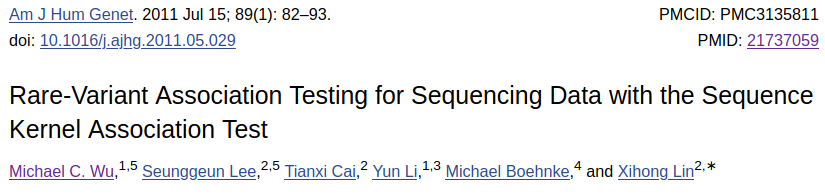 Am J Hum Genet. 2011 Jul 15; 89(1): 82–93. PMCID: PMC3135811
doi: 10.1016/j.ajhg.2011.05.029 PMID: 21737059
Rare-Variant Association Testing for Sequencing Data with the Sequence
Kernel Association Test
Michael C. Wu,1,5 Seunggeun Lee,2,5 Tianxi Cai,2 Yun Li,1,3 Michael Boehnke,4 and Xihong Lin2,∗